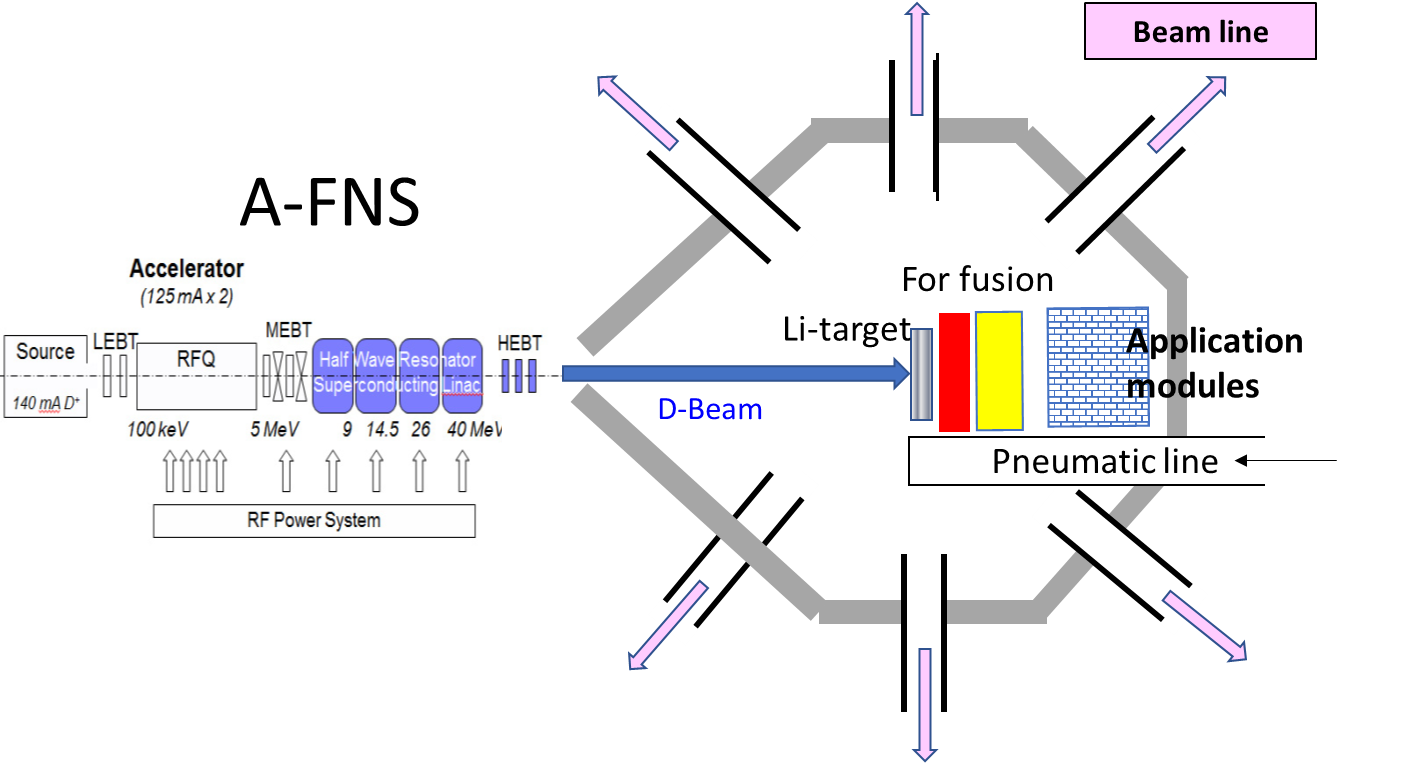 Beam line
A-FNS
Accelerator
(125 mA x 2)
For fusion
Li-target
LEBT
MEBT
HEBT
Source
140 mA D⁺
RFQ
Half Wave Resonator
Superconducting Linac
Application
modules
D-Beam
100 keV
5 MeV
9
14.5
26
40 MeV
Pneumatic line
RF Power System